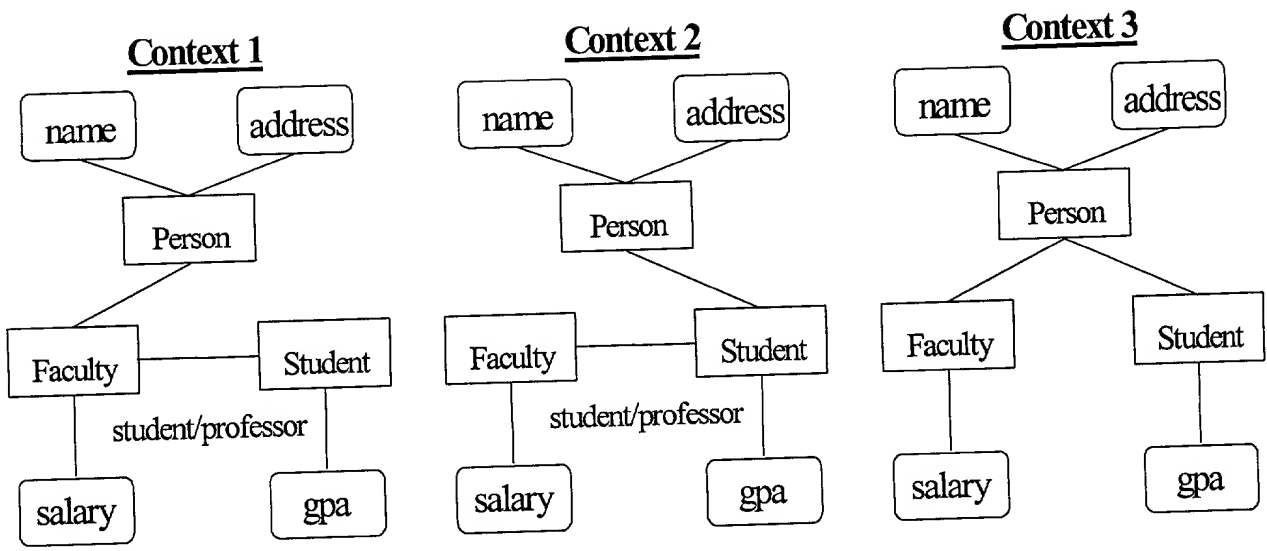 Context 1
name
address
Person
Faculty
Student
student/professor
salary
gpa
Context 2
name
address
Person
Faculty
Student
student/professor
salary
gpa
Context 3
name
address
Person
Faculty
Student
salary
gpa